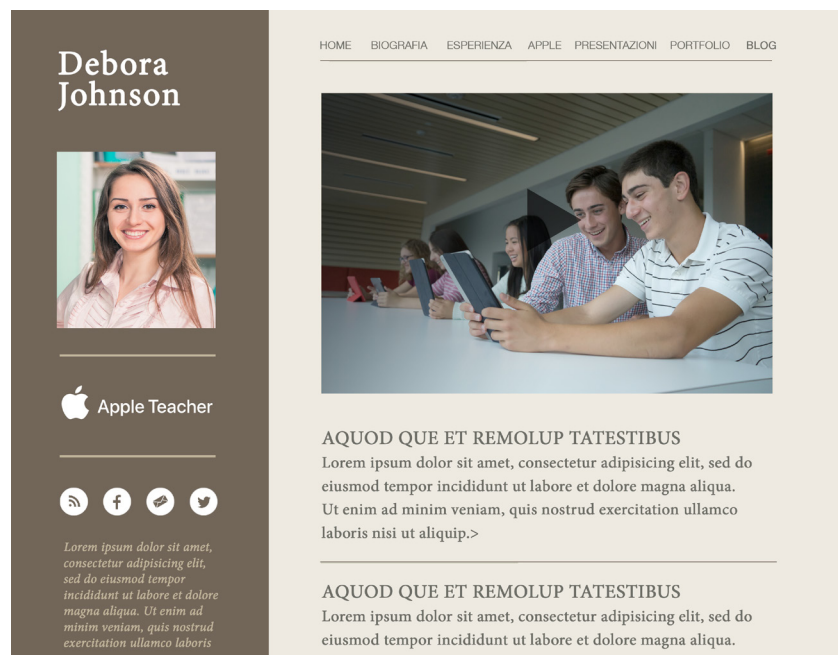 Debora
Johnson
Apple Teacher
Lorem ipsum dolor sit amet,
consectetur adipisicing elit,
sed do eiusmod tempor
incididunt ut labore et dolore
magna aliqua. Ut enim ad
minim veniam, quis nostrud
exercitation ullamco laboris
HOME BIOGRAFIA ESPERIENZA APPLE PRESENTAZIONI PORTFOLIO BLOG
AQUOD QUE ET REMOLUP TATESTIBUS
Lorem ipsum dolor sit amet, consectetur adipisicing elit, sed do
eiusmod tempor incididunt ut labore et dolore magna aliqua.
Ut enim ad minim veniam, quis nostrud exercitation ullamco
laboris nisi ut aliquip.>
AQUOD QUE ET REMOLUP TATESTIBUS
Lorem ipsum dolor sit amet, consectetur adipisicing elit, sed do
eiusmod tempor incididunt ut labore et dolore magna aliqua.